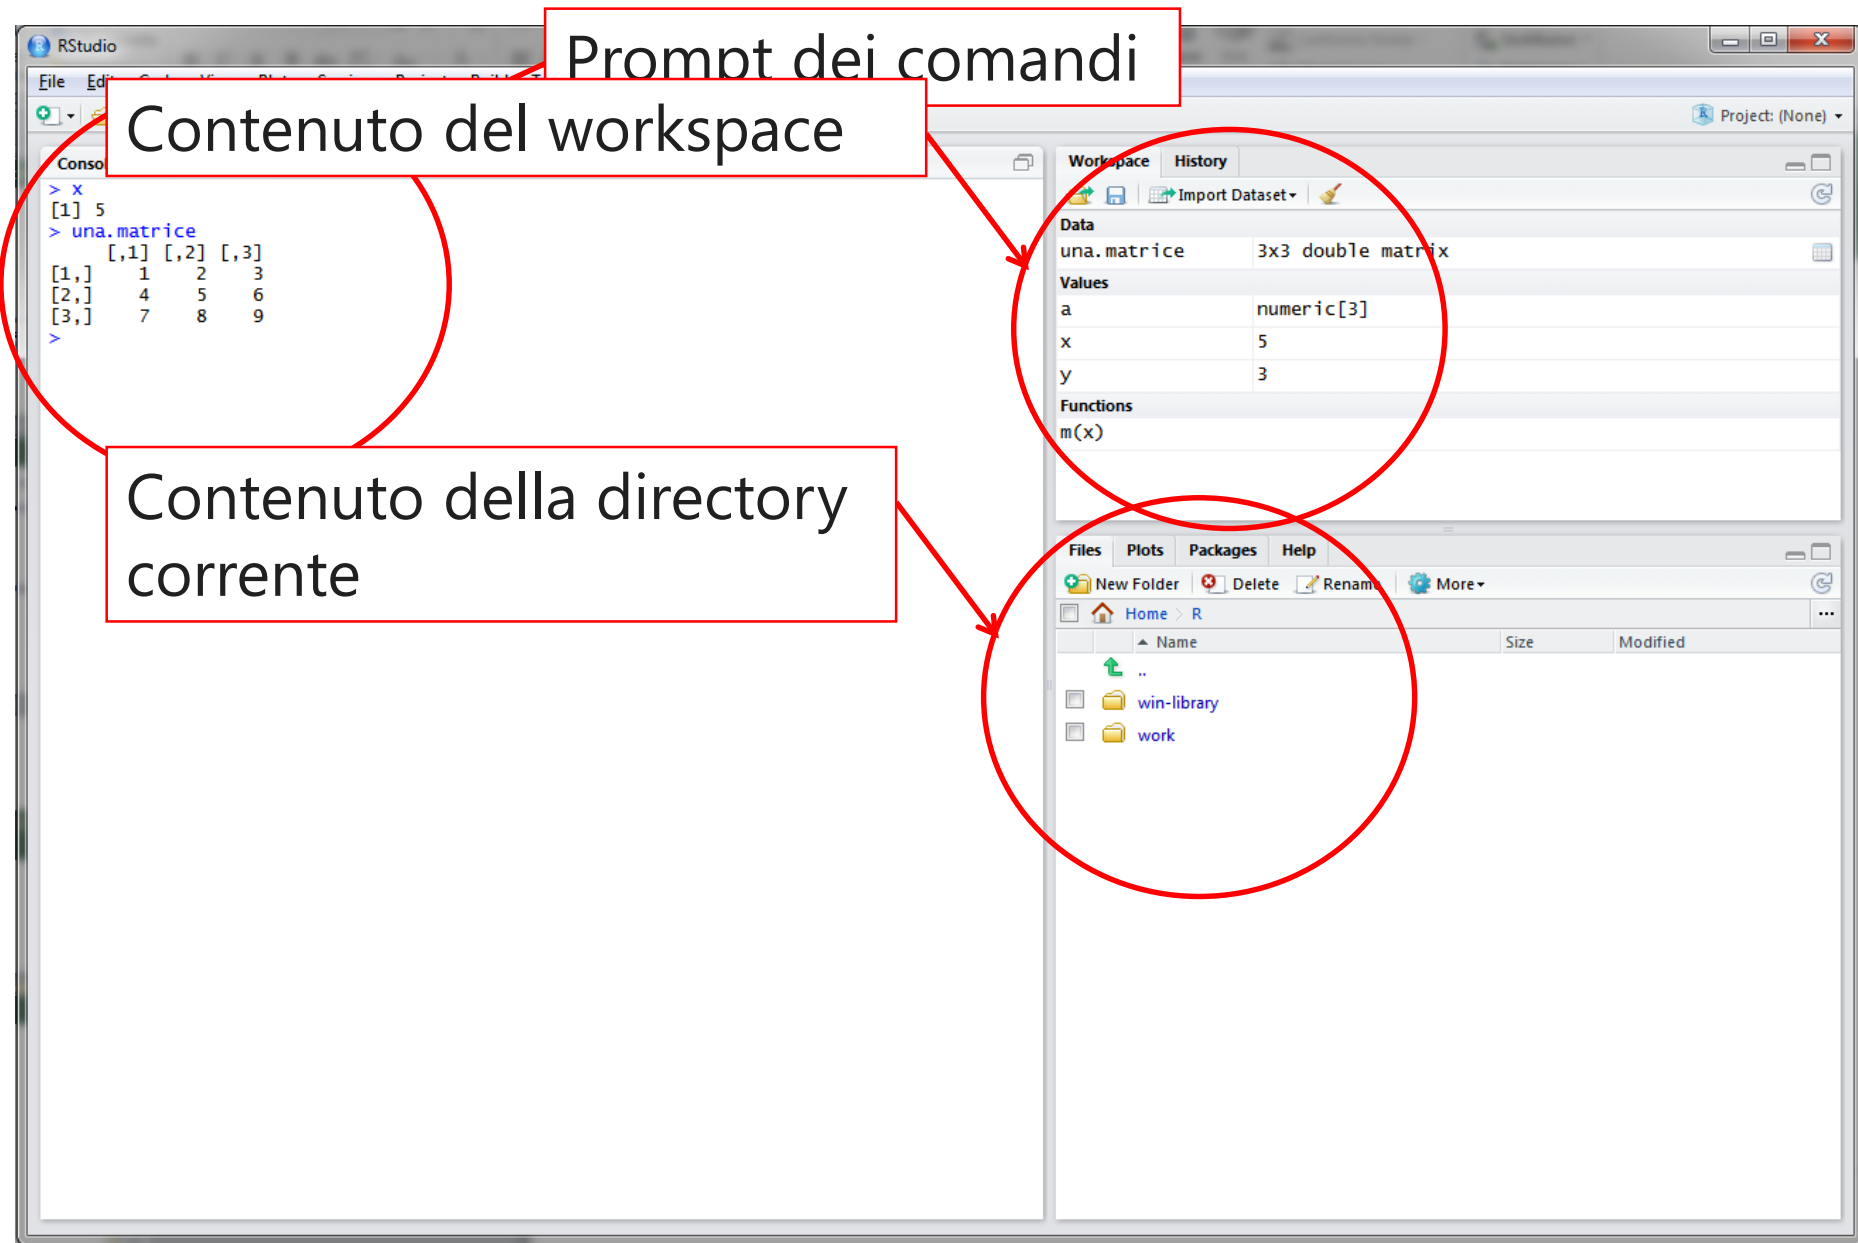 RStudio
Prompt dei comandi
File
Contenuto del workspace
Project: (None)
Workspace History
Import Dataset
> x
[1] 5
> una.matrice
[,1] [,2] [,3]
[1,] 1 2 3
[2,] 4 5 6
[3,] 7 8 9
>
Data
una.matrice 3x3 double matrix
Values
a numeric[3]
x 5
y 3
Functions
m(x)
Contenuto della directory
corrente
Files Plots Packages Help
New Folder Delete Rename More
Home > R
Name Size Modified
..
win-library
work